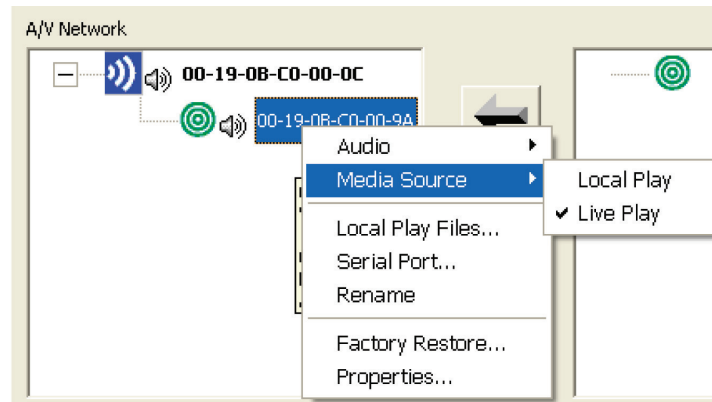 A/V Network
00-19-0B-C0-00-0C
00-19-0B-C0-00-9A
Audio
Media Source
Local Play
Live Play
Local Play Files...
Serial Port...
Rename
Factory Restore...
Properties...